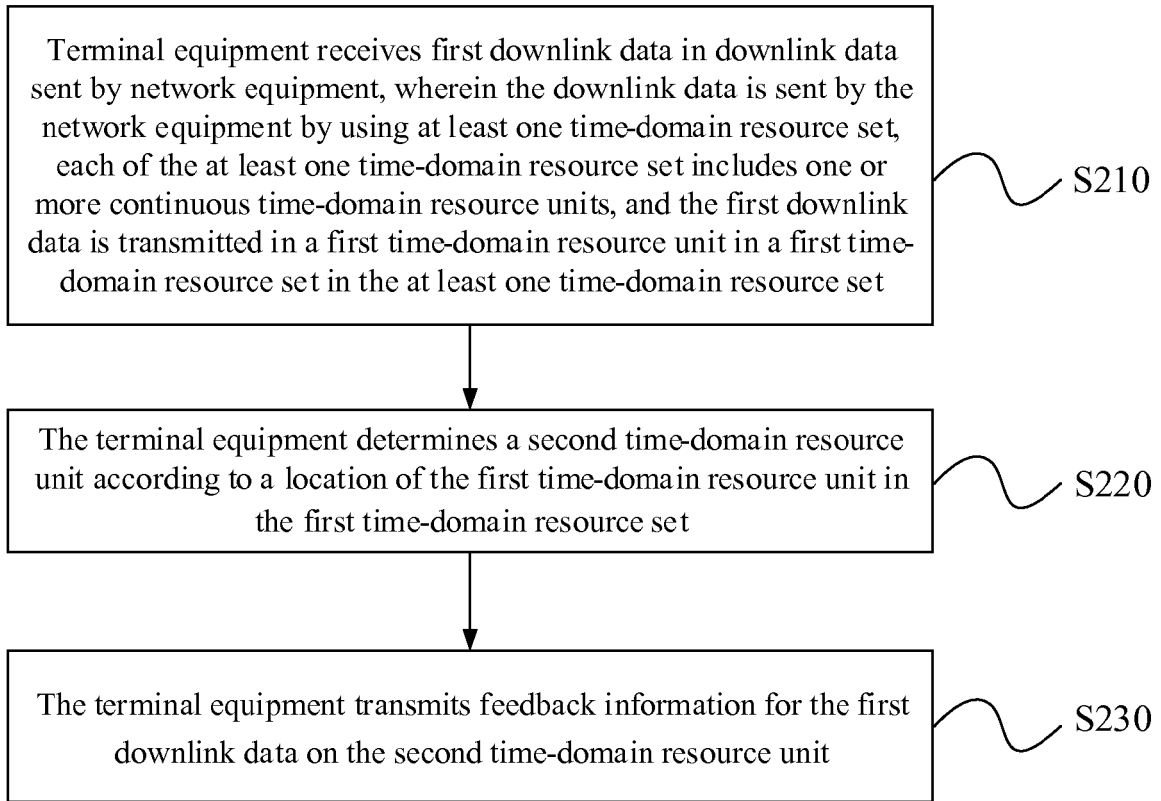 Terminal equipment receives first downlink data in downlink data
sent by network equipment, wherein the downlink data is sent by the
network equipment by using at least one time-domain resource set,
each of the at least one time-domain resource set includes one or
more continuous time-domain resource units, and the first downlink
data is transmitted in a first time-domain resource unit in a first time-
domain resource set in the at least one time-domain resource set
S210
The terminal equipment determines a second time-domain resource
unit according to a location of the first time-domain resource unit in
the first time-domain resource set
S220
The terminal equipment transmits feedback information for the first
downlink data on the second time-domain resource unit
S230